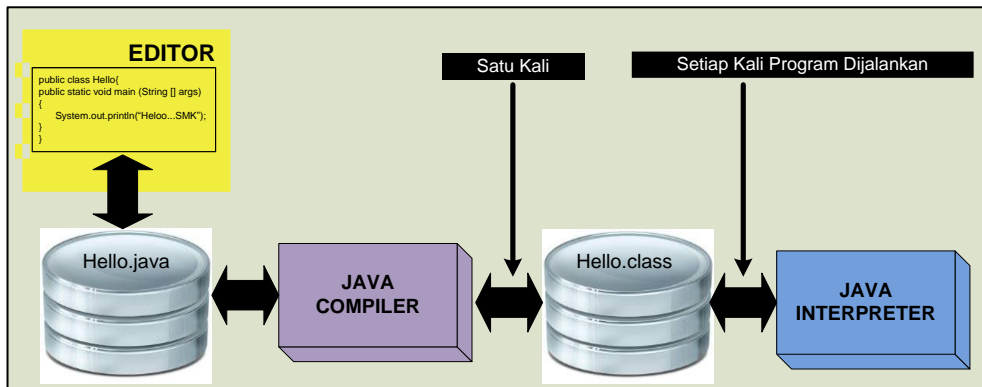 EDITOR
public class Hello{
public static void main (String [] args)
{
System.out.println("Heloo...SMK");
}
}
Satu Kali
Setiap Kali Program Dijalankan
Hello.java
JAVA
COMPILER
Hello.class
JAVA
INTERPRETER